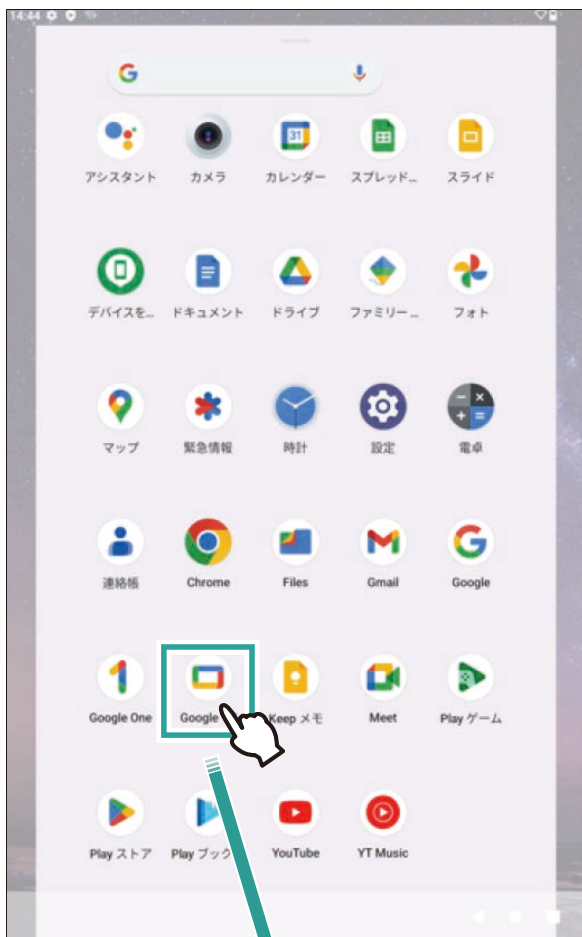 14:44
アシスタント カメラ カレンダー スプレッド… スライド
デバイスを… ドキュメント ドライブ ファミリー… フォト
マップ 緊急情報 時計 設定 電卓
連絡帳 Chrome Files Gmail Google
Google One Google Keep メモ Meet Play ゲーム
Play ストア Play ブック YouTube YT Music